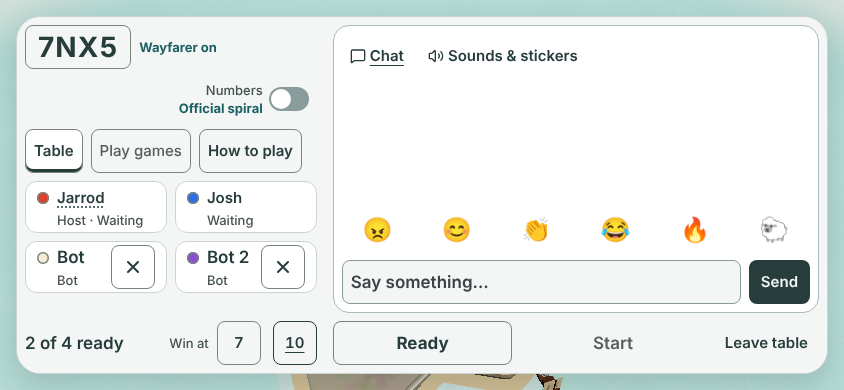 7NX5
Wayfarer on
Numbers
Official spiral
Table
Play games
How to play
Jarrod
Host · Waiting
Josh
Waiting
Bot
Bot
Bot 2
Bot
2 of 4 ready
Win at
7
10
Chat
Sounds & stickers
Say something...
Send
Ready
Start
Leave table